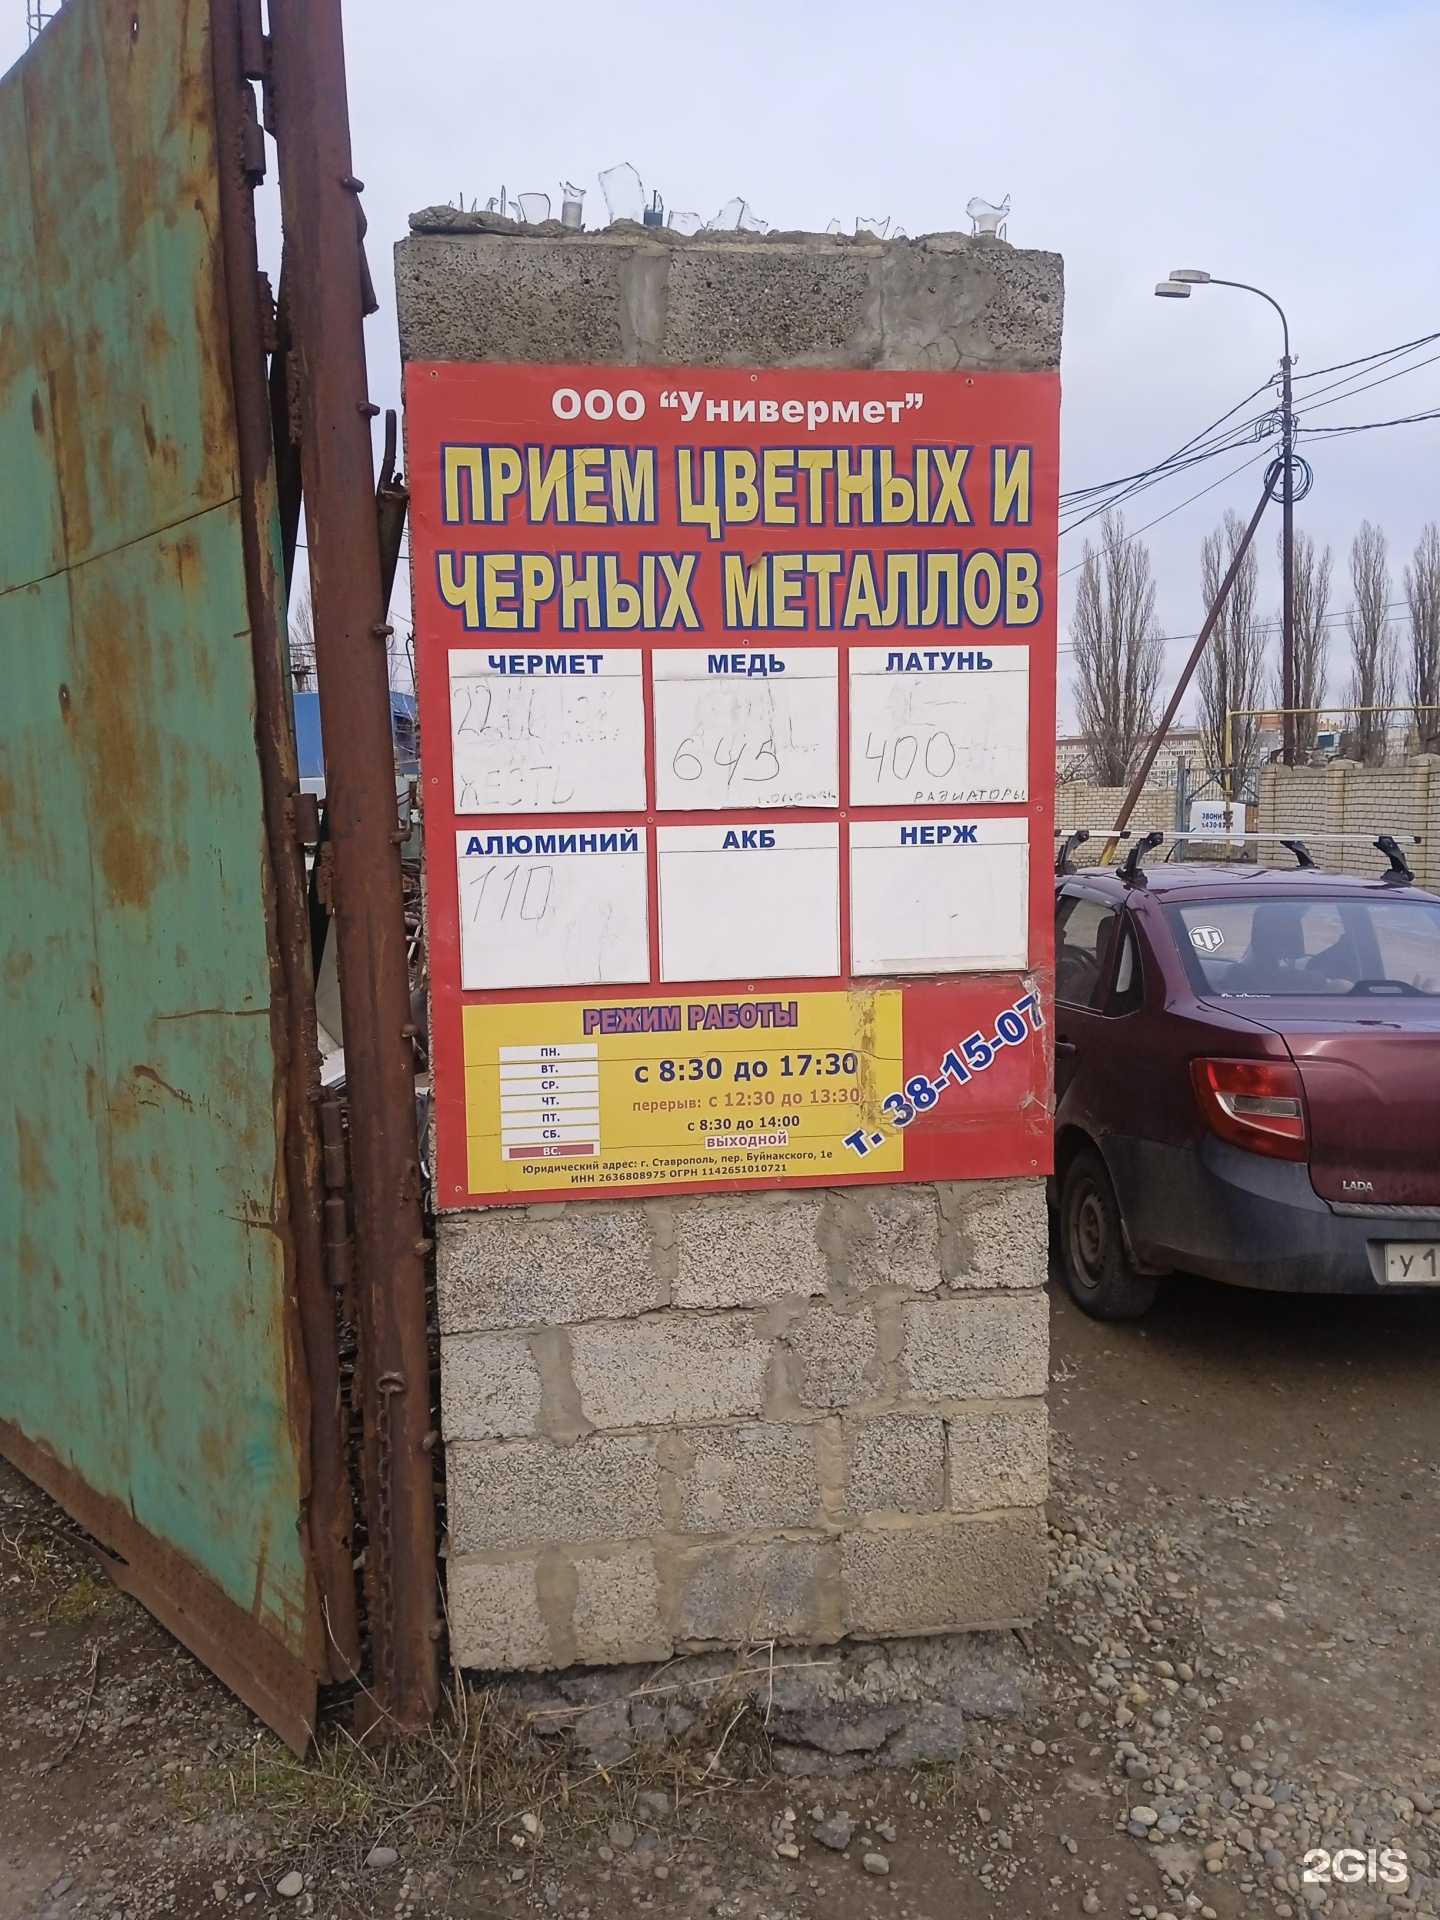 ООО “Универмет”
ПРИЕМ ЦВЕТНЫХ И
ЧЕРНЫХ МЕТАЛЛОВ
ЧЕРМЕТ
ЖЕСТЬ
МЕДЬ
645
ЛАТУНЬ
400
РАДИАТОРЫ
АЛЮМИНИЙ
110
АКБ
НЕРЖ
РЕЖИМ РАБОТЫ
ПН.
ВТ.
СР.
ЧТ.
ПТ.
СБ.
ВС.
с 8:30 до 17:30
перерыв: с 12:30 до 13:30
с 8:30 до 14:00
выходной
т. 38-15-07
Юридический адрес: г. Ставрополь, пер. Буйнакского, 1е
ИНН 2636808975 ОГРН 1142651010721
LADA
У 1
2GIS